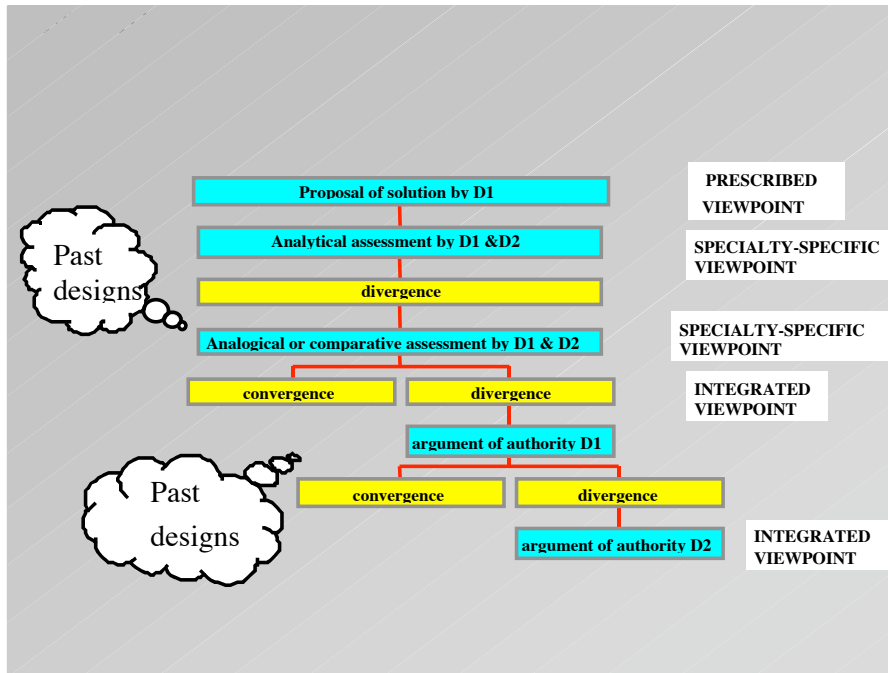 Proposal of solution by D1
PRESCRIBED
VIEWPOINT
Analytical assessment by D1 &D2
SPECIALTY-SPECIFIC
VIEWPOINT
Past
designs
divergence
Analogical or comparative assessment by D1 & D2
SPECIALTY-SPECIFIC
VIEWPOINT
convergence
divergence
INTEGRATED
VIEWPOINT
argument of authority D1
Past
designs
convergence
divergence
argument of authority D2
INTEGRATED
VIEWPOINT